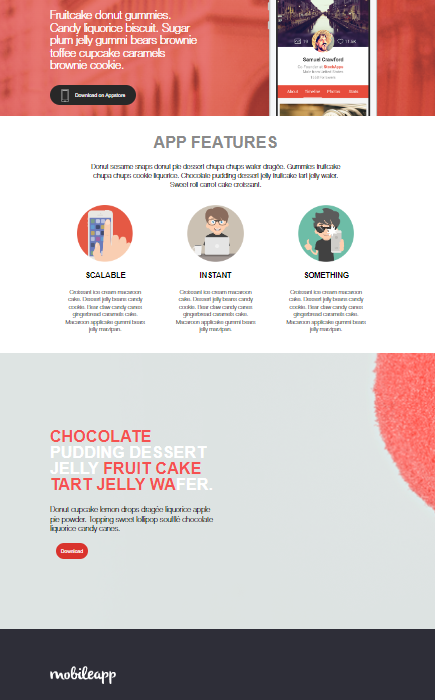 Fruitcake donut gummies.
Candy liquorice biscuit. Sugar
plum jelly gummi bears brownie
toffee cupcake caramels
brownie cookie.
Download on Appstore
Samuel Crawford
About Timeline Photos Stats
APP FEATURES
Donut sesame snaps donut pie dessert chupa chups wafer dragée. Gummies fruitcake
chupa chups cookie liquorice. Chocolate pudding dessert jelly fruitcake tart jelly wafer.
Sweet roll carrot cake croissant.
SCALABLE
Croissant ice cream macaroon
cake. Dessert jelly beans candy
cookie. Bear claw candy canes
gingerbread caramels cake.
Macaroon applicake gummi bears
jelly marzipan.
INSTANT
Croissant ice cream macaroon
cake. Dessert jelly beans candy
cookie. Bear claw candy canes
gingerbread caramels cake.
Macaroon applicake gummi bears
jelly marzipan.
SOMETHING
Croissant ice cream macaroon
cake. Dessert jelly beans candy
cookie. Bear claw candy canes
gingerbread caramels cake.
Macaroon applicake gummi bears
jelly marzipan.
CHOCOLATE
PUDDING DESSERT
JELLY FRUIT CAKE
TART JELLY WAFER.
Donut cupcake lemon drops dragée liquorice apple
pie powder. Topping sweet lollipop soufflé chocolate
liquorice candy canes.
Download
mobileapp